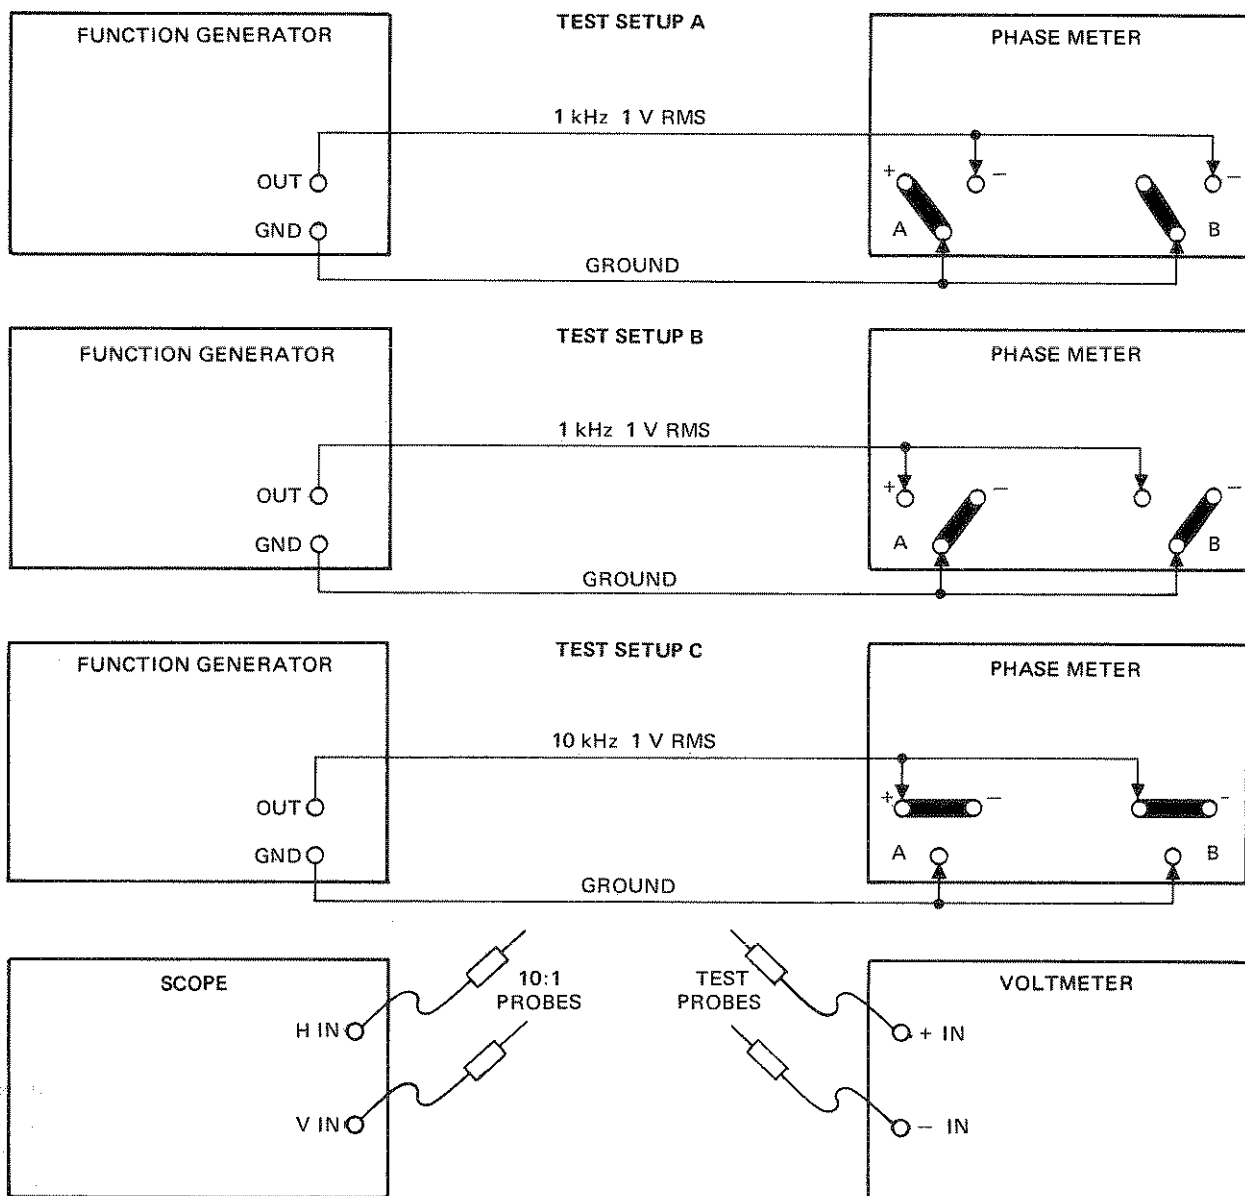 TEST SETUP A
FUNCTION GENERATOR
PHASE METER
1 kHz 1 V RMS
OUT
GND
+
−
−
A
B
GROUND
TEST SETUP B
FUNCTION GENERATOR
PHASE METER
1 kHz 1 V RMS
OUT
GND
+
−
−
A
B
GROUND
TEST SETUP C
FUNCTION GENERATOR
PHASE METER
10 kHz 1 V RMS
OUT
GND
+
−
-
A
B
GROUND
SCOPE
10:1
PROBES
H IN
V IN
TEST
PROBES
VOLTMETER
+ IN
− IN